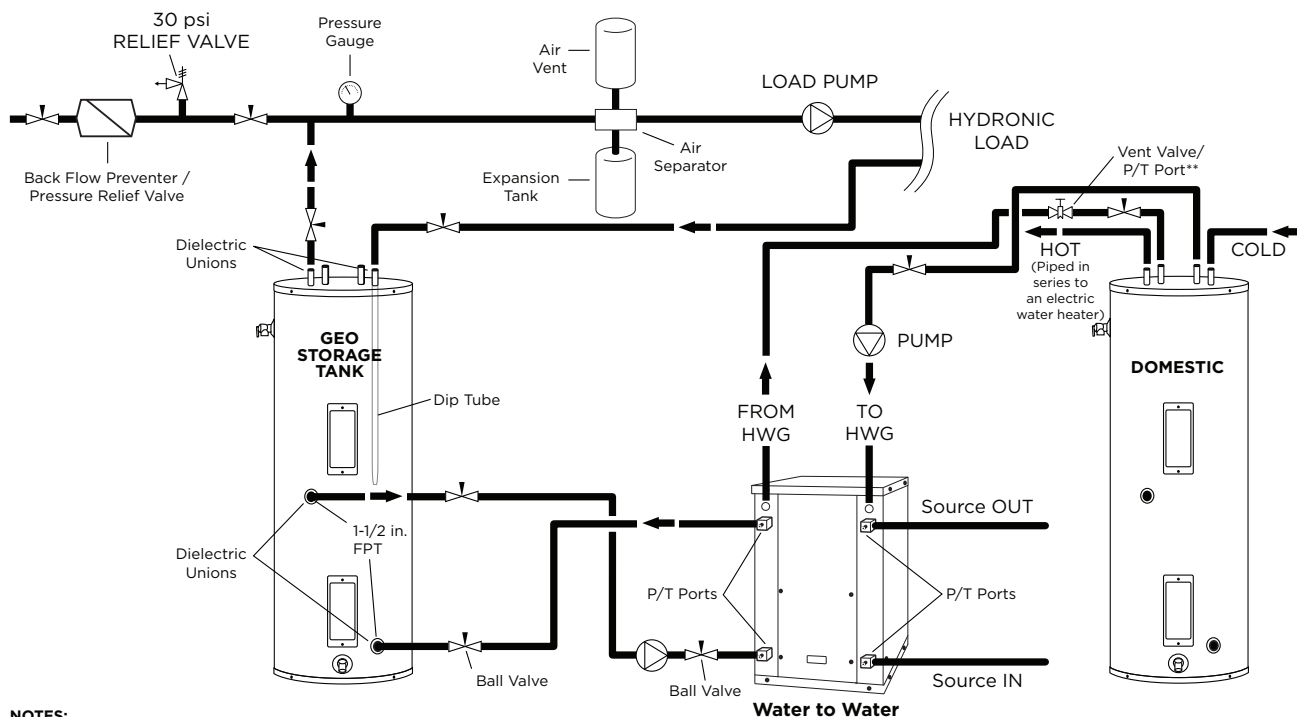 30 psi
RELIEF VALVE
Pressure
Gauge
Air
Vent
LOAD PUMP
HYDRONIC
LOAD
Air
Separator
Vent Valve/
P/T Port**
Back Flow Preventer /
Pressure Relief Valve
Expansion
Tank
Dielectric
Unions
HOT
(Piped in
series to
an electric
water heater)
COLD
GEO
STORAGE
TANK
PUMP
DOMESTIC
Dip Tube
FROM
HWG
TO
HWG
Source OUT
1-1/2 in.
FPT
Dielectric
Unions
P/T Ports
P/T Ports
Ball Valve
Ball Valve
Source IN
Water to Water
NOTES: